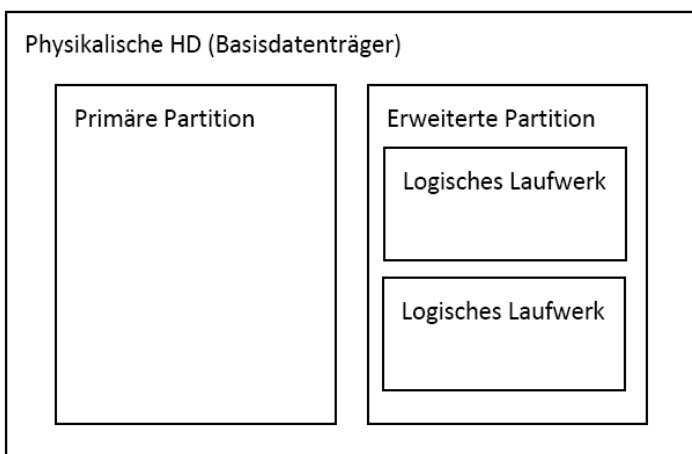 Physikalische HD (Basisdatenträger)
Primäre Partition
Erweiterte Partition
Logisches Laufwerk
Logisches Laufwerk